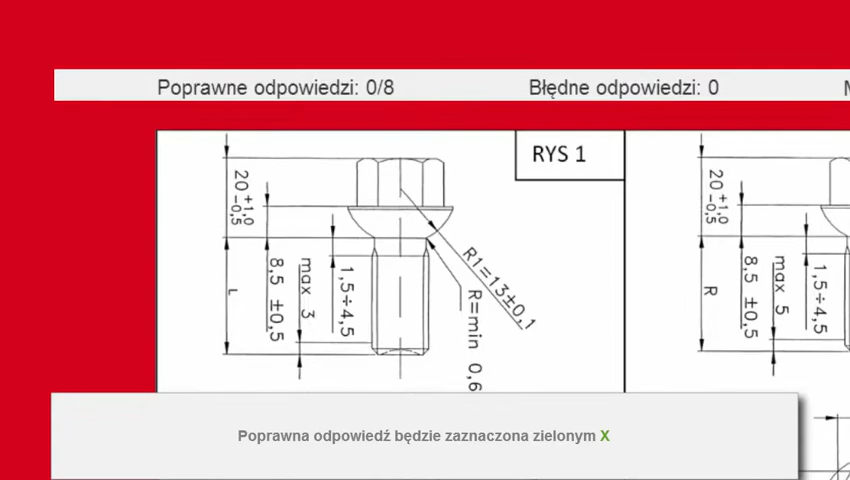 Poprawne odpowiedzi: 0/8
Błędne odpowiedzi: 0
M
RYS 1
20 +1,0 -0,5
8,5 ±0,5
max 3
1,5÷4,5
L
R1=13±0,1
R=min 0,6
20 +1,0 -0,5
8,5 ±0,5
max 5
1,5÷4,5
R
Poprawna odpowiedź będzie zaznaczona zielonym X